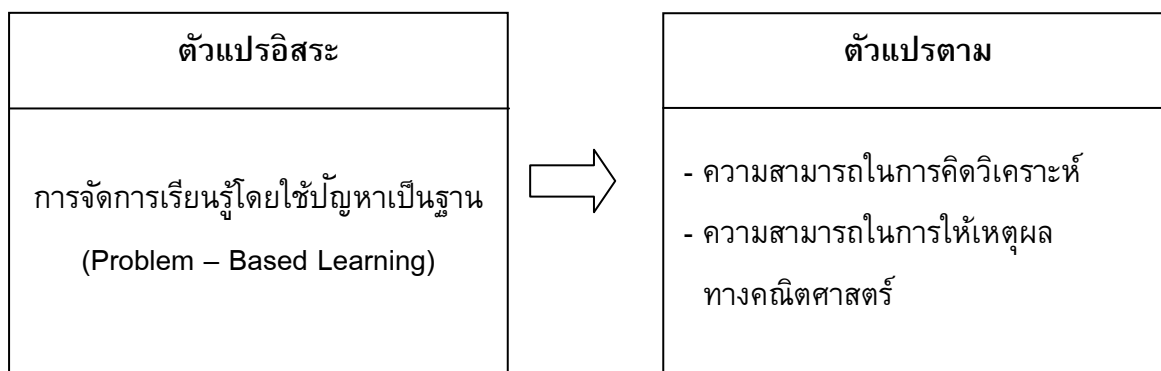 ตัวแปรอิสระ
การจัดการเรียนรู้โดยใช้ปัญหาเป็นฐาน
(Problem – Based Learning)
ตัวแปรตาม
- ความสามารถในการคิดวิเคราะห์
- ความสามารถในการให้เหตุผล
ทางคณิตศาสตร์